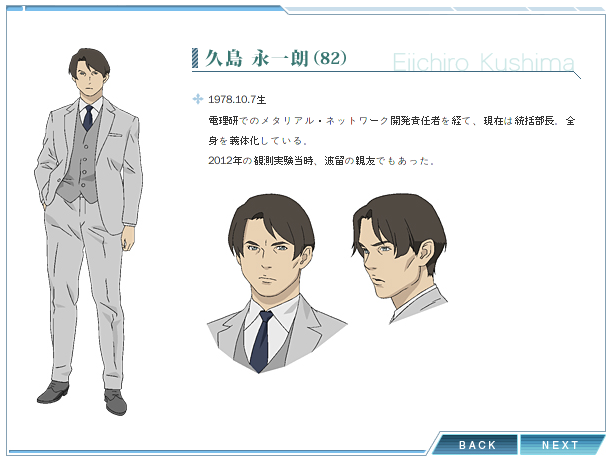 久島 永一朗(82)
Eiichiro Kushima
1978.10.7生
電理研でのメタリアル・ネットワーク開発責任者を経て、現在は統括部長。全
身を義体化している。
2012年の観測実験当時、波留の親友でもあった。
BACK
NEXT